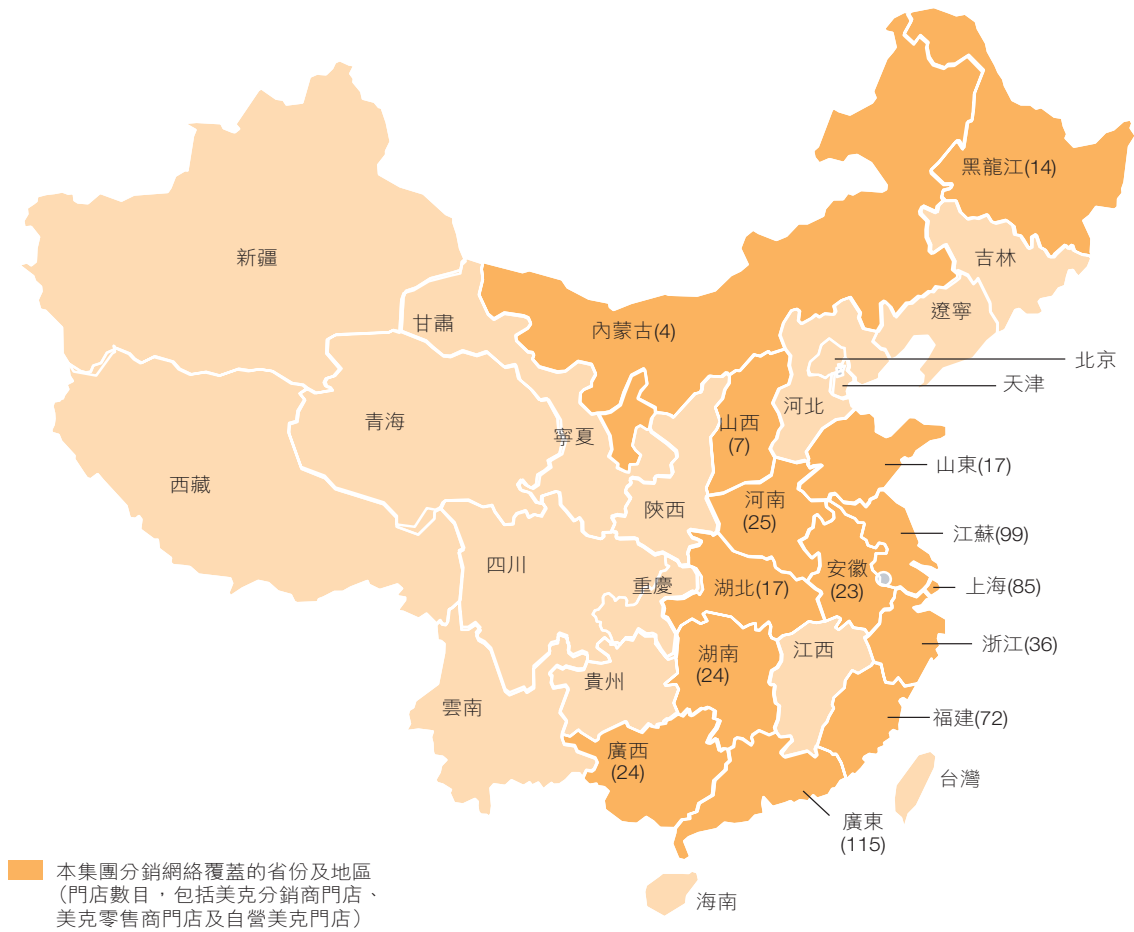 黑龍江(14)
吉林
新疆
遼寧
甘肅
內蒙古(4)
北京
天津
河北
青海
山西
(7)
寧夏
山東(17)
西藏
河南
(25)
陝西
江蘇(99)
四川
安徽
(23)
重慶
湖北(17)
上海(85)
浙江(36)
江西
湖南
(24)
貴州
雲南
福建(72)
廣西
(24)
台灣
廣東
(115)
海南
本集團分銷網絡覆蓋的省份及地區
(門店數目，包括美克分銷商門店、
美克零售商門店及自營美克門店)